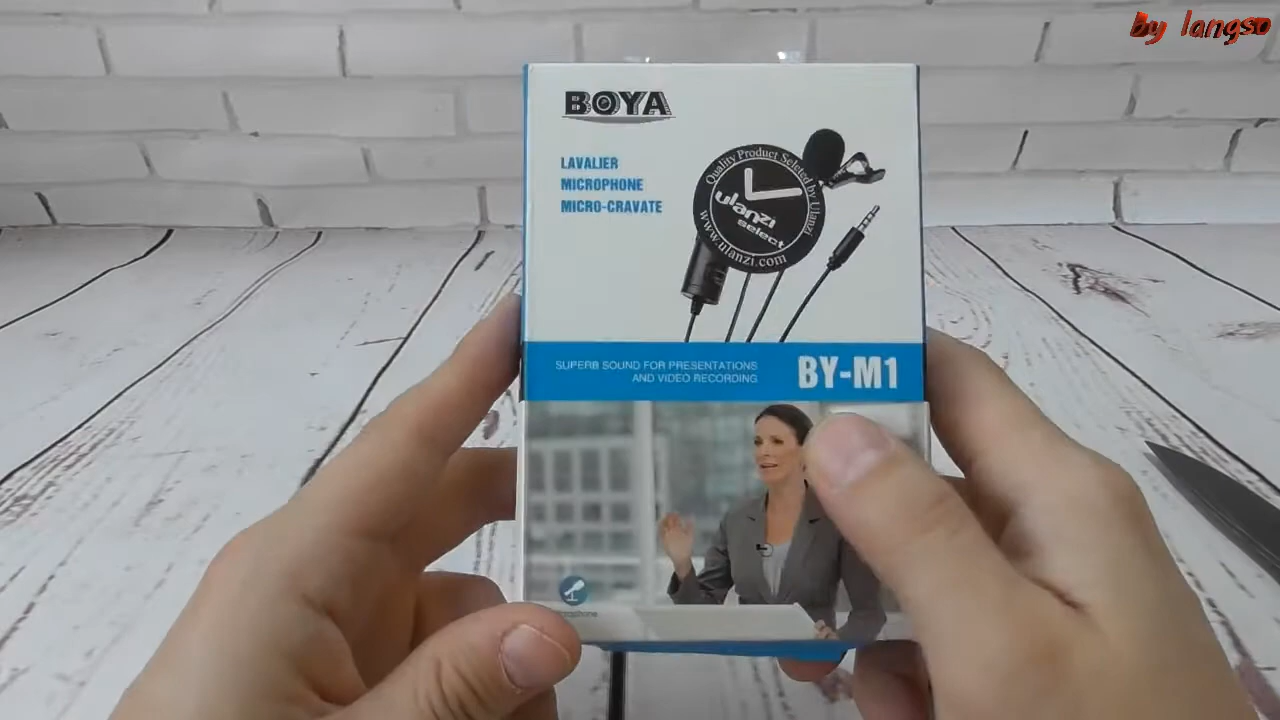 by langso
BOYA
LAVALIER
MICROPHONE
MICRO-CRAVATE
Quality Product Seleted by Ulanzi
ulanzi
select
www.ulanzi.com
SUPERB SOUND FOR PRESENTATIONS
AND VIDEO RECORDING
BY-M1